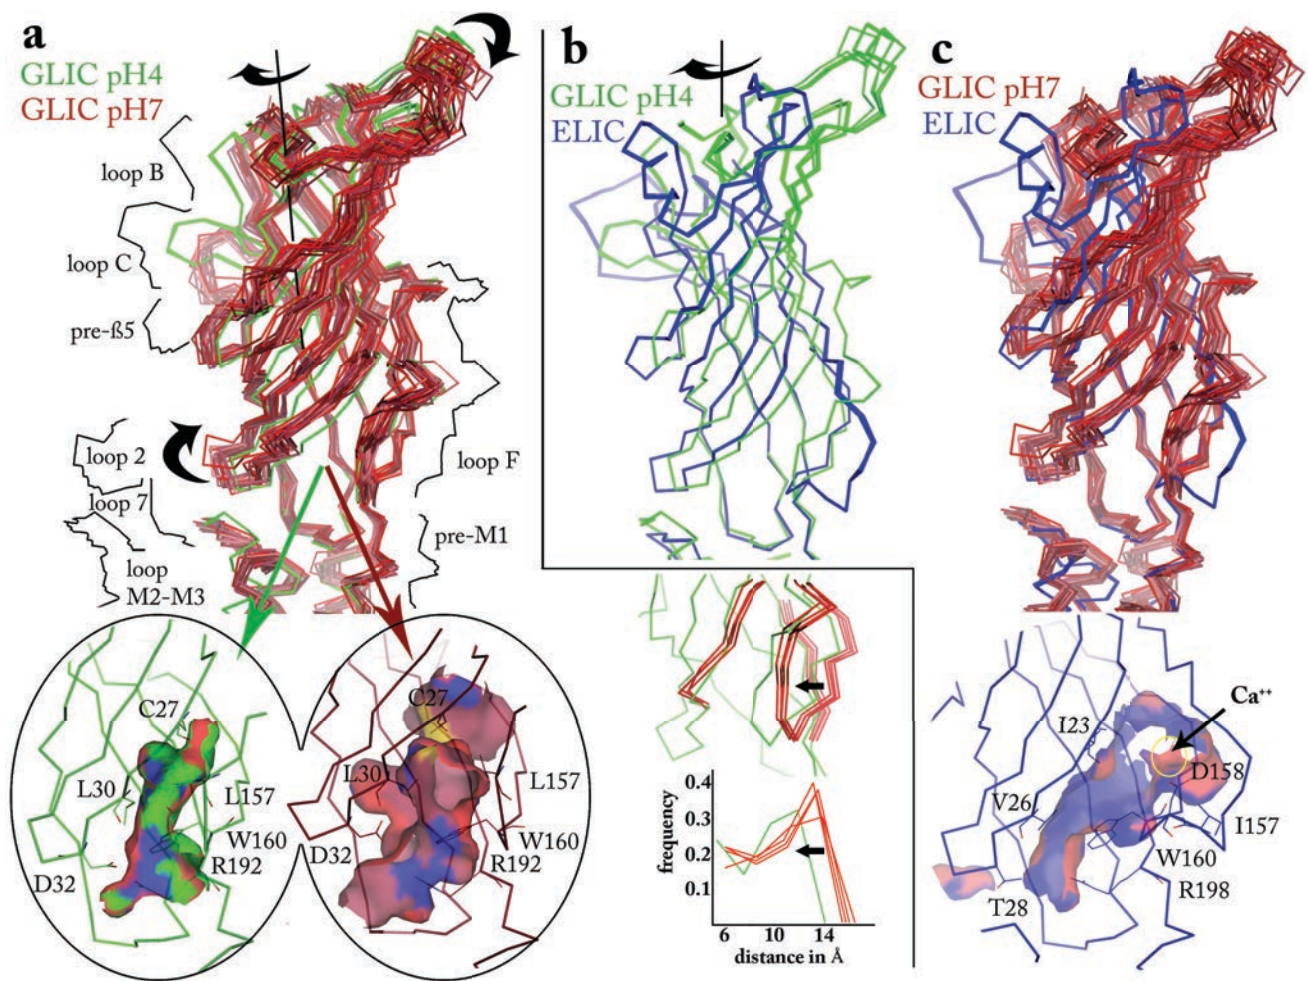 a
GLIC pH4
GLIC pH7
loop B
loop C
pre-ß5
loop 2
loop 7
loop
M2-M3
loop F
pre-M1
C27
L30
L157
W160
D32
R192
C27
L30
L157
W160
D32
R192
b
GLIC pH4
ELIC
frequency
0.4
0.3
0.2
0.1
6
10
14
distance in Å
c
GLIC pH7
ELIC
Ca⁺⁺
I23
D158
V26
I157
W160
R198
T28